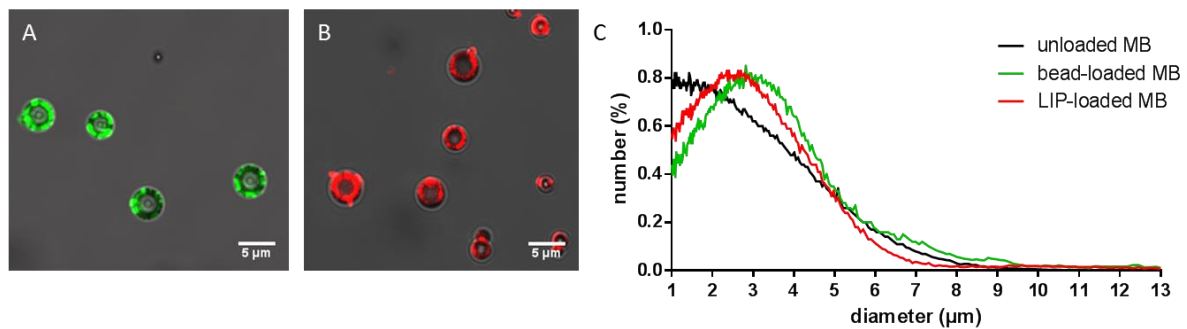 A
5 µm
B
5 µm
C
number (%)
1.0
0.8
0.6
0.4
0.2
0.0
unloaded MB
bead-loaded MB
LIP-loaded MB
1 2 3 4 5 6 7 8 9 10 11 12 13
diameter (µm)